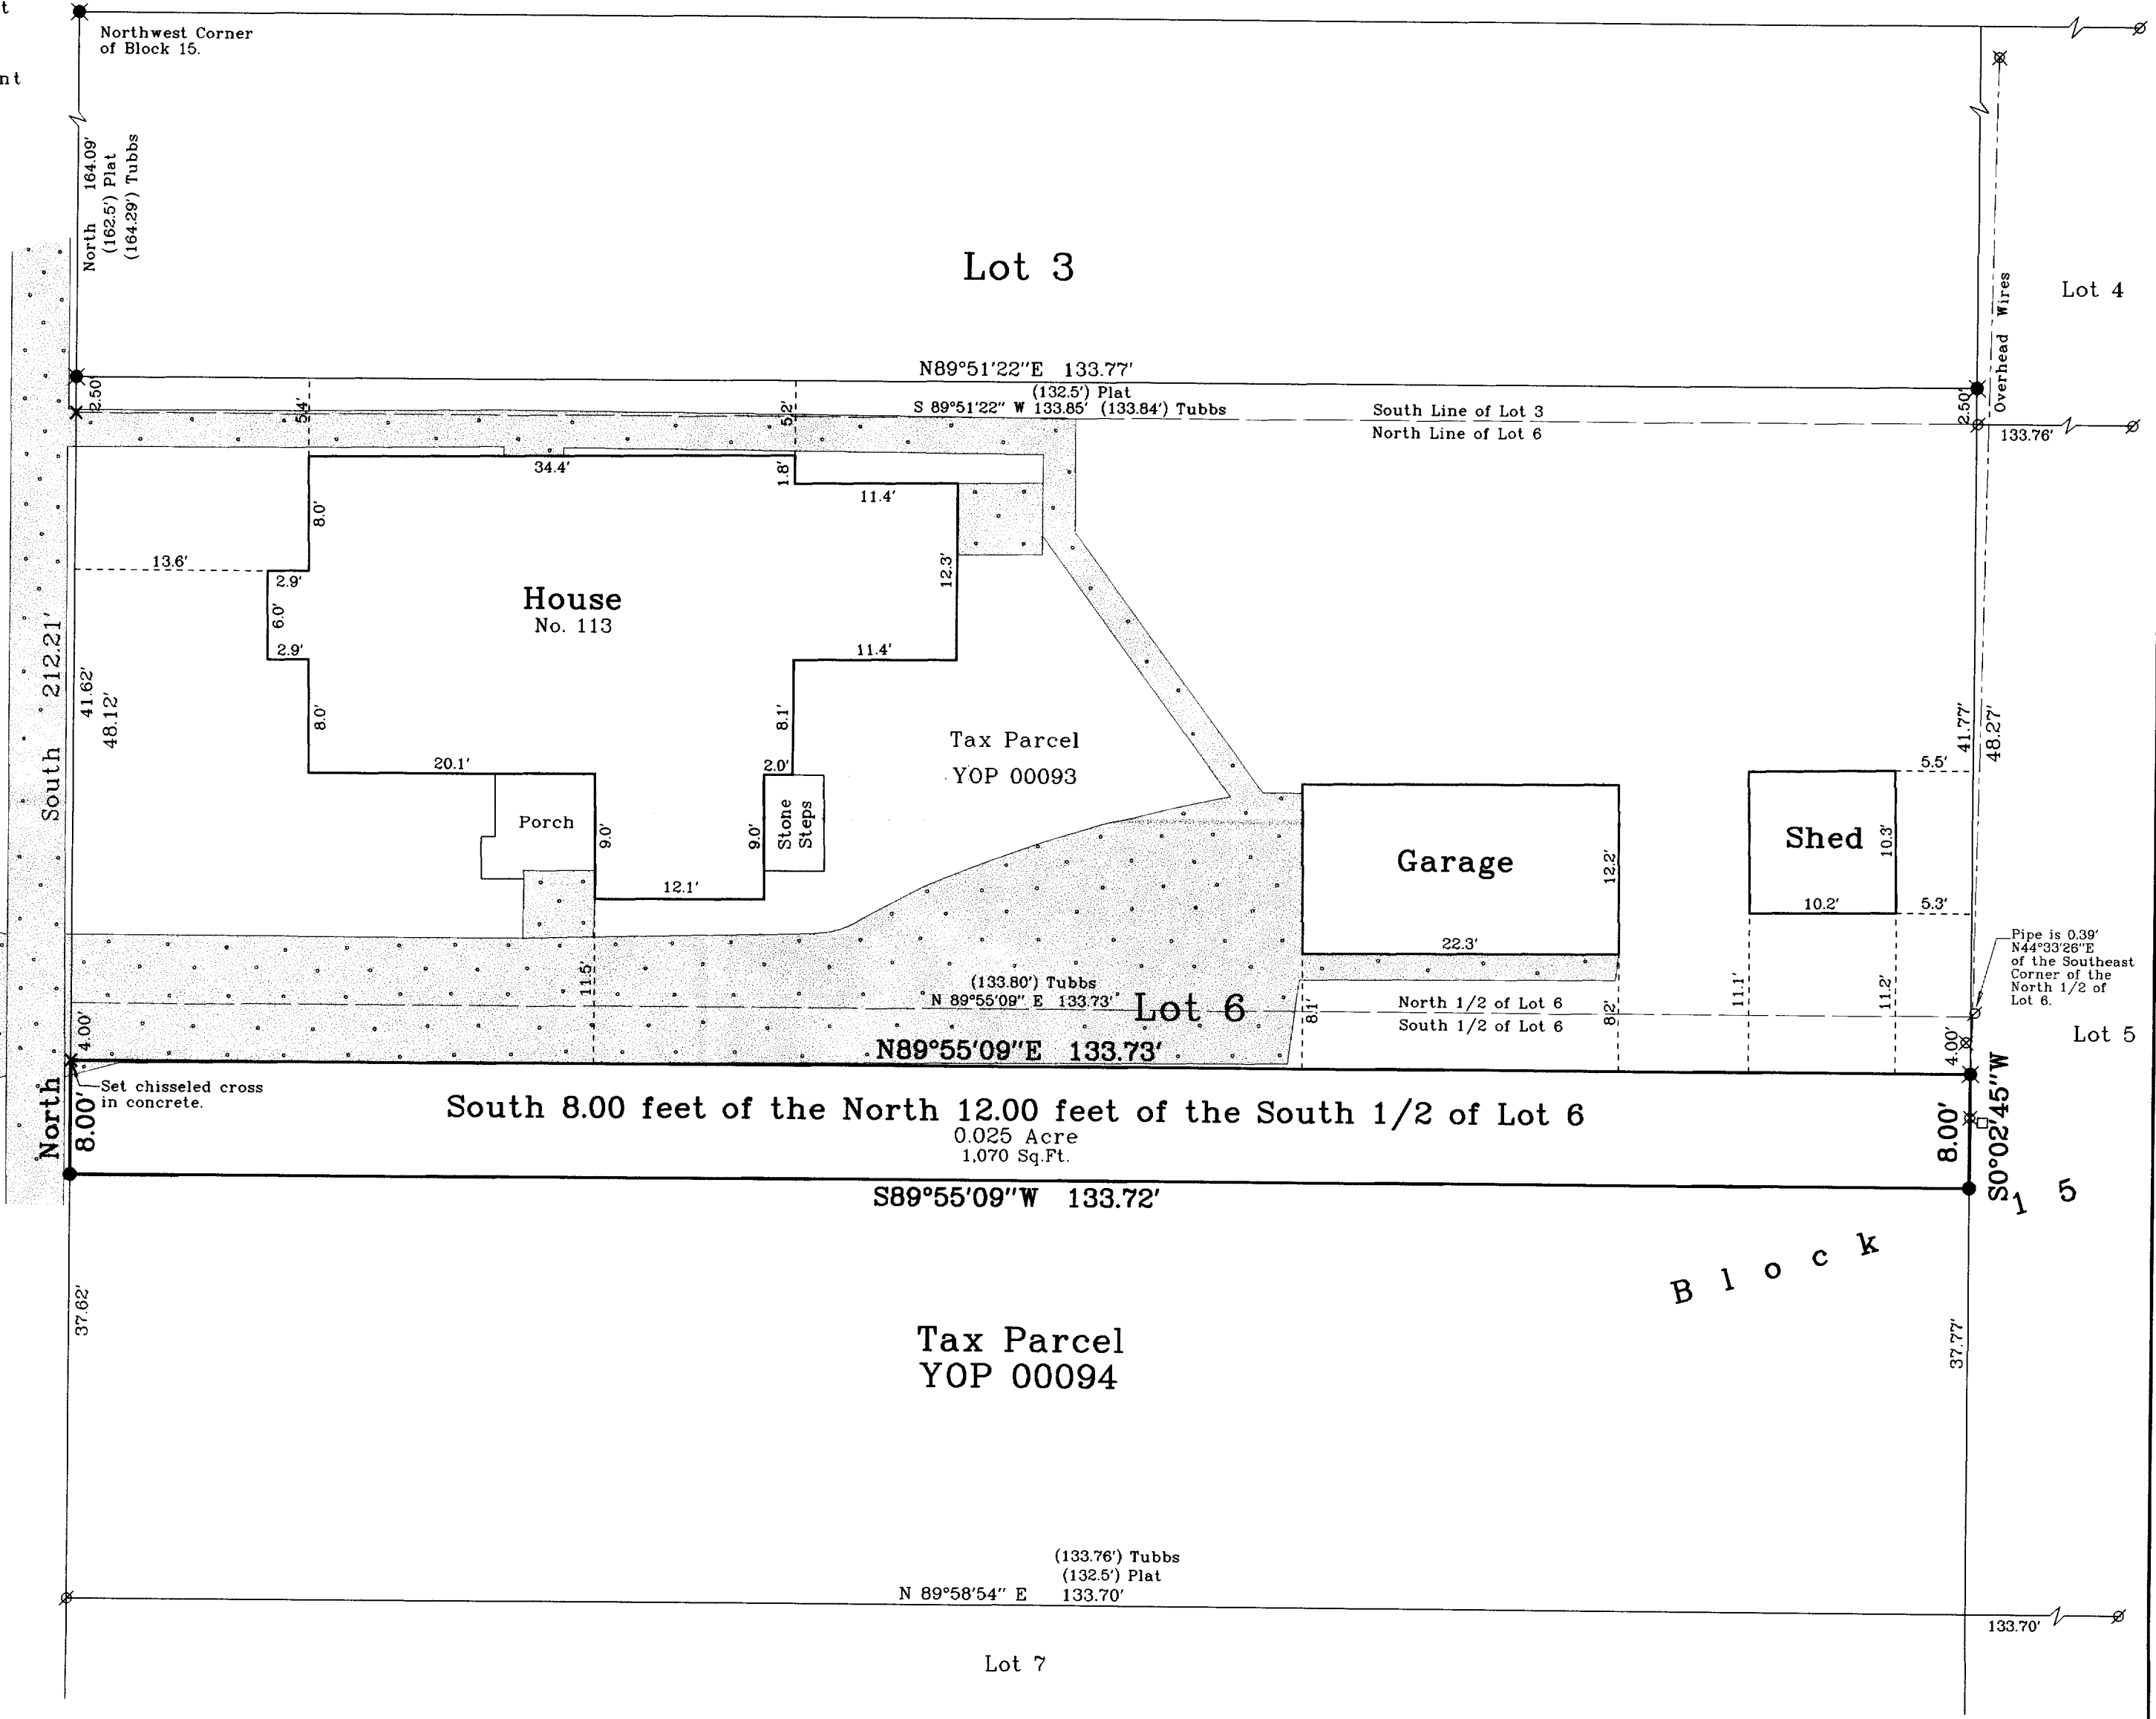 t
nt
Northwest Corner
of Block 15.
North 164.09'
(162.5') Plat
(164.29') Tubbs
Lot 3
Lot 4
Overhead Wires
N89°51'22"E 133.77'
(132.5') Plat
S 89°51'22" W 133.85' (133.84') Tubbs
South Line of Lot 3
North Line of Lot 6
2.50'
2.50'
133.76'
5.4'
5.2'
34.4'
1.8'
11.4'
8.0'
12.3'
13.6'
2.9'
6.0'
2.9'
House
No. 113
11.4'
8.0'
8.1'
20.1'
2.0'
South 212.21'
41.62'
48.12'
Tax Parcel
YOP 00093
41.77'
48.27'
Porch
9.0'
9.0'
Stone
Steps
12.1'
Garage
12.2'
22.3'
Shed
10.3'
10.2'
5.5'
5.3'
Pipe is 0.39'
N44°33'26"E
of the Southeast
Corner of the
North 1/2 of
Lot 6.
11.5'
(133.80') Tubbs
N 89°55'09" E 133.73'
Lot 6
8.1'
North 1/2 of Lot 6
South 1/2 of Lot 6
8.2'
11.1'
11.2'
Lot 5
4.00'
4.00'
N89°55'09"E 133.73'
Set chisseled cross
in concrete.
North
8.00'
South 8.00 feet of the North 12.00 feet of the South 1/2 of Lot 6
0.025 Acre
1,070 Sq.Ft.
8.00'
S0°02'45"W
S89°55'09"W 133.72'
Block 15
37.62'
37.77'
Tax Parcel
YOP 00094
(133.76') Tubbs
(132.5') Plat
N 89°58'54" E 133.70'
133.70'
Lot 7